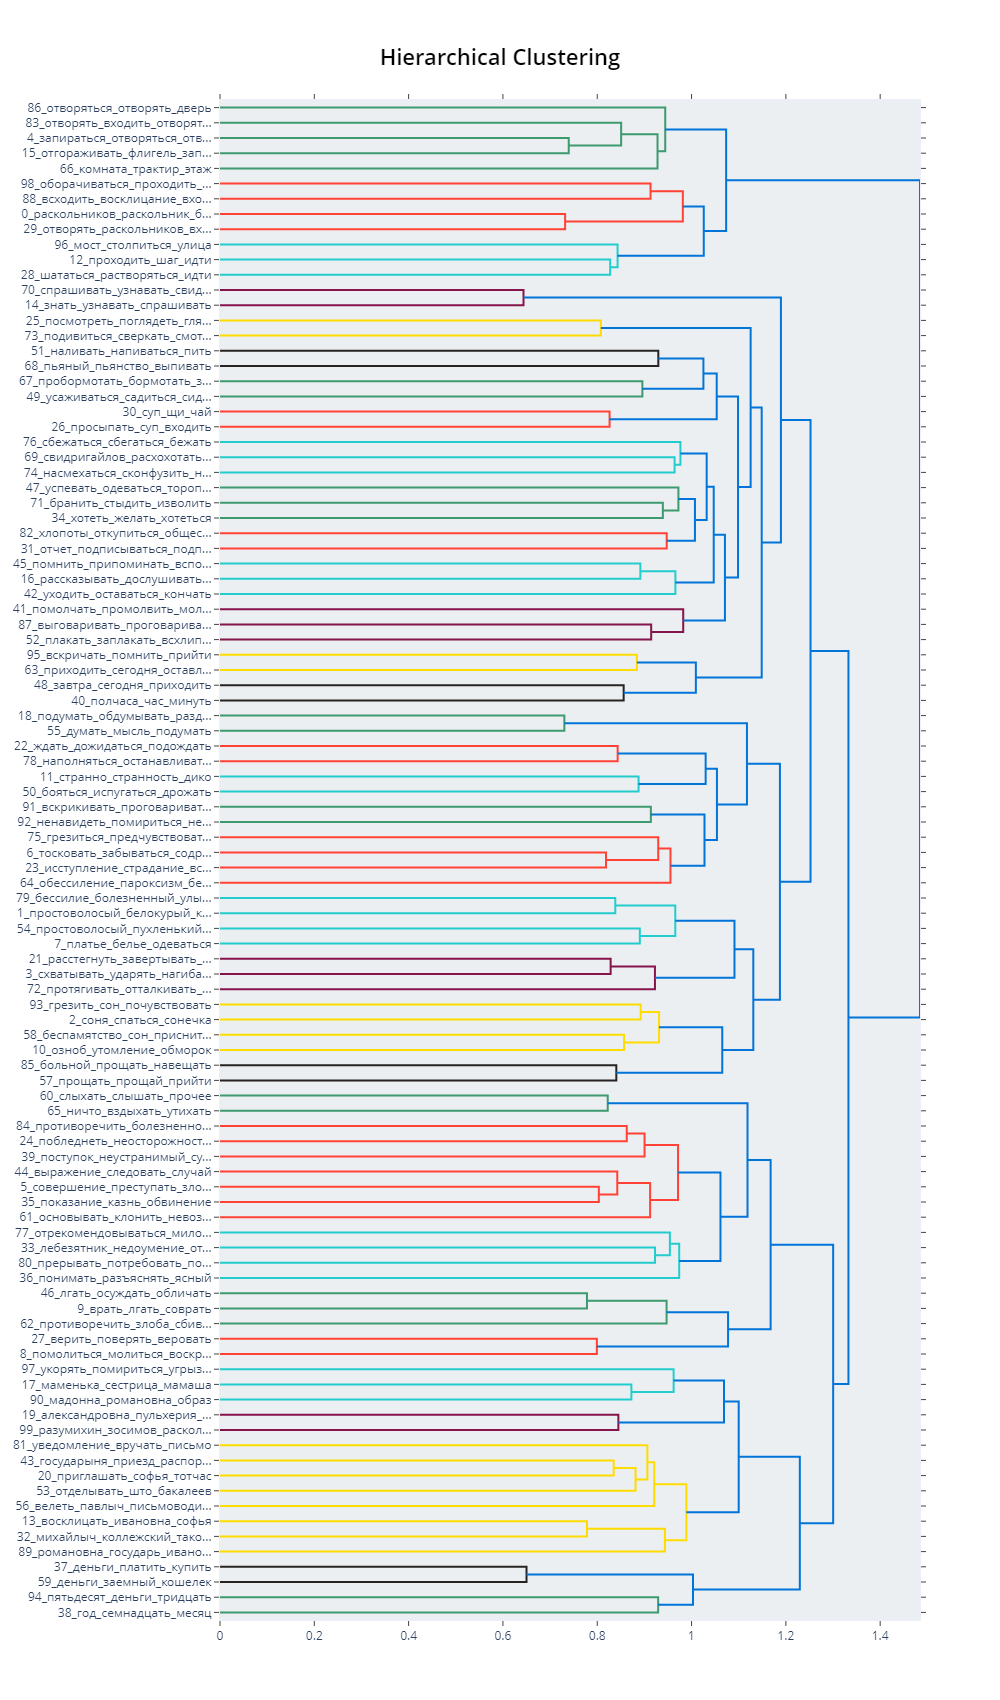 Hierarchical Clustering
86_отворяться_отворять_дверь
83_отворять_входить_отворят...
4_запираться_отворяться_отв...
15_отгораживать_флигель_зап...
66_комната_трактир_этаж
98_оборачиваться_проходить_...
88_всходить_восклицание_вхо...
0_раскольников_раскольник_б...
29_отворять_раскольников_вх...
96_мост_столпиться_улица
12_проходить_шаг_идти
28_шататься_растворяться_идти
70_спрашивать_узнавать_свид...
14_знать_узнавать_спрашивать
25_посмотреть_поглядеть_гля...
73_подивиться_сверкать_смот...
51_наливать_напиваться_пить
68_пьяный_пьянство_выпивать
67_пробормотать_бормотать_з...
49_усаживаться_садиться_сид...
30_суп_щи_чай
26_просыпать_суп_входить
76_сбежаться_сбегаться_бежать
69_свидригайлов_расхохотать...
74_насмехаться_сконфузить_н...
47_успевать_одеваться_тороп...
71_бранить_стыдить_изволить
34_хотеть_желать_хотеться
82_хлопоты_откупиться_общес...
31_отчет_подписываться_подп...
45_помнить_припоминать_вспо...
16_рассказывать_дослушивать...
42_уходить_оставаться_кончать
41_помолчать_промолвить_мол...
87_выговаривать_проговарива...
52_плакать_заплакать_всхлип...
95_вскричать_помнить_прийти
63_приходить_сегодня_оставл...
48_завтра_сегодня_приходить
40_полчаса_час_минуть
18_подумать_обдумывать_разд...
55_думать_мысль_подумать
22_ждать_дожидаться_подождать
78_наполняться_останавливат...
11_странно_странность_дико
50_бояться_испугаться_дрожать
91_вскрикивать_проговариват...
92_ненавидеть_помириться_не...
75_грезиться_предчувствоват...
6_тосковать_забываться_содр...
23_исступление_страдание_вс...
64_обессиление_пароксизм_бе...
79_бессилие_болезненный_улы...
1_простоволосый_белокурый_к...
54_простоволосый_пухленький...
7_платье_белье_одеваться
21_расстегнуть_завертывать_...
3_схватывать_ударять_нагиба...
72_протягивать_отталкивать_...
93_грезить_сон_почувствовать
2_соня_спаться_сонечка
58_беспамятство_сон_приснит...
10_озноб_утомление_обморок
85_больной_прощать_навещать
57_прощать_прощай_прийти
60_слыхать_слышать_прочее
65_ничто_вздыхать_утихать
84_противоречить_болезненно...
24_побледнеть_неосторожност...
39_поступок_неустранимый_су...
44_выражение_следовать_случай
5_совершение_преступать_зло...
35_показание_казнь_обвинение
61_основывать_клонить_невоз...
77_отрекомендовываться_мило...
33_лебезятник_недоумение_от...
80_прерывать_потребовать_по...
36_понимать_разъяснять_ясный
46_лгать_осуждать_обличать
9_врать_лгать_соврать
62_противоречить_злоба_сбив...
27_верить_поверять_веровать
8_помолиться_молиться_воскр...
97_укорять_помириться_угрыз...
17_маменька_сестрица_мамаша
90_мадонна_романовна_образ
19_александровна_пульхерия_...
99_разумихин_зосимов_раскол...
81_уведомление_вручать_письмо
43_государыня_приезд_распор...
20_приглашать_софья_тотчас
53_отделывать_што_бакалеев
56_велеть_павлыч_письмоводи...
13_восклицать_ивановна_софья
32_михайлыч_коллежский_тако...
89_романовна_государь_ивано...
37_деньги_платить_купить
59_деньги_заемный_кошелек
94_пятьдесят_деньги_тридцать
38_год_семнадцать_месяц
0 0.2 0.4 0.6 0.8 1 1.2 1.4